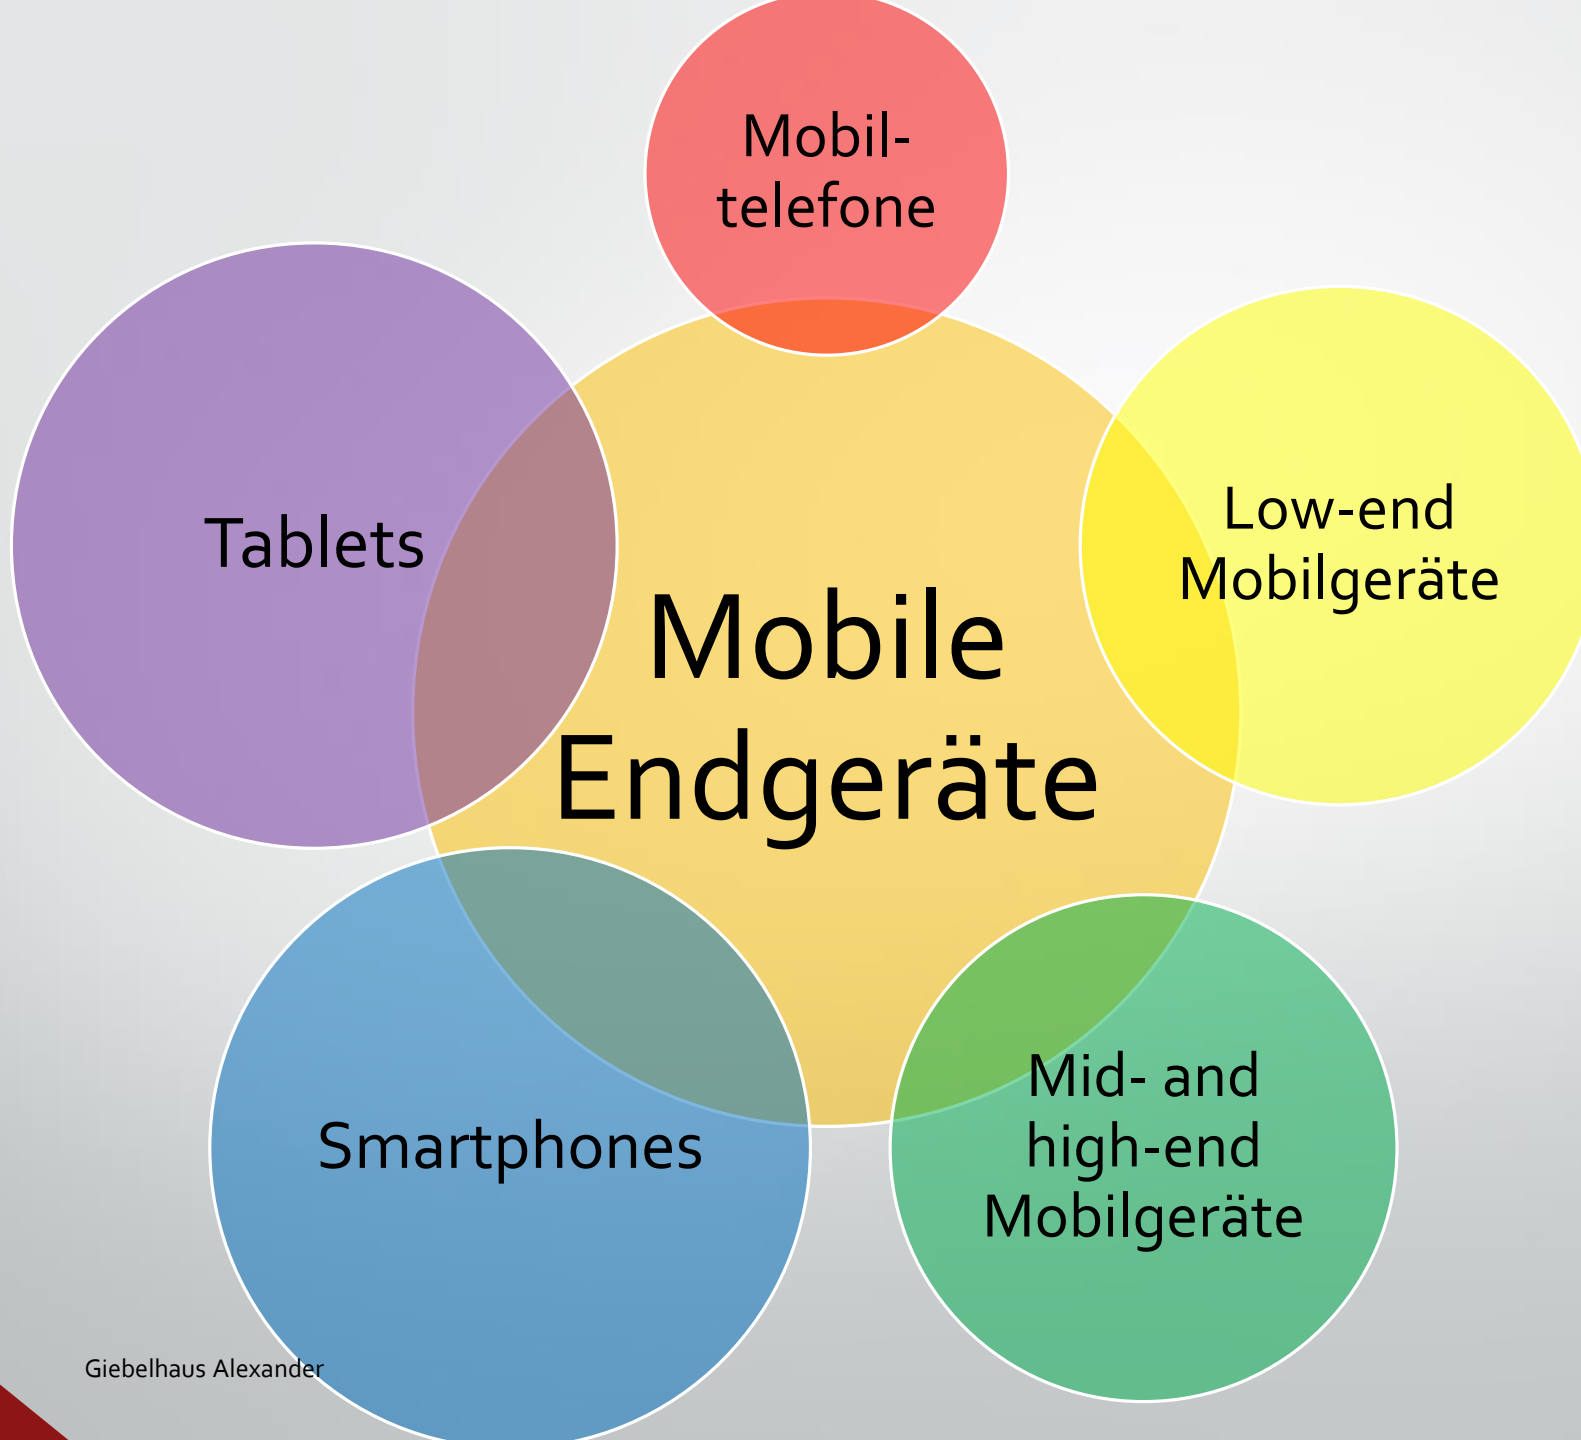 Mobil-
telefone
Tablets
Low-end
Mobilgeräte
Mobile
Endgeräte
Smartphones
Mid- and
high-end
Mobilgeräte
Giebelhaus Alexander